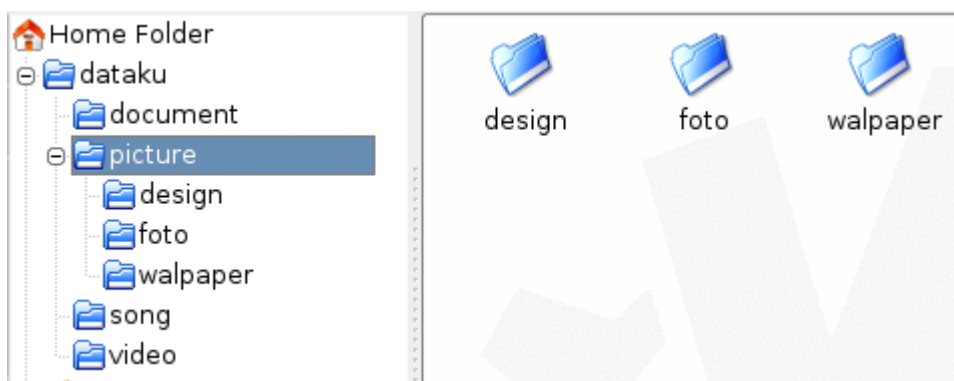 Home Folder
dataku
document
picture
design
foto
walpaper
song
video
design
foto
walpaper